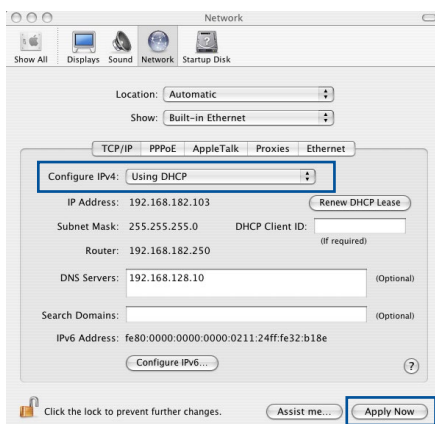 Network
Show All Displays Sound Network Startup Disk
Location: Automatic
Show: Built-in Ethernet
TCP/IP PPPoE AppleTalk Proxies Ethernet
Configure IPv4: Using DHCP
IP Address: 192.168.182.103 Renew DHCP Lease
Subnet Mask: 255.255.255.0 DHCP Client ID:
(If required)
Router: 192.168.182.250
DNS Servers: 192.168.128.10 (Optional)
Search Domains: (Optional)
IPv6 Address: fe80:0000:0000:0000:0211:24ff:fe32:b18e
Configure IPv6... ?
Click the lock to prevent further changes. Assist me... Apply Now